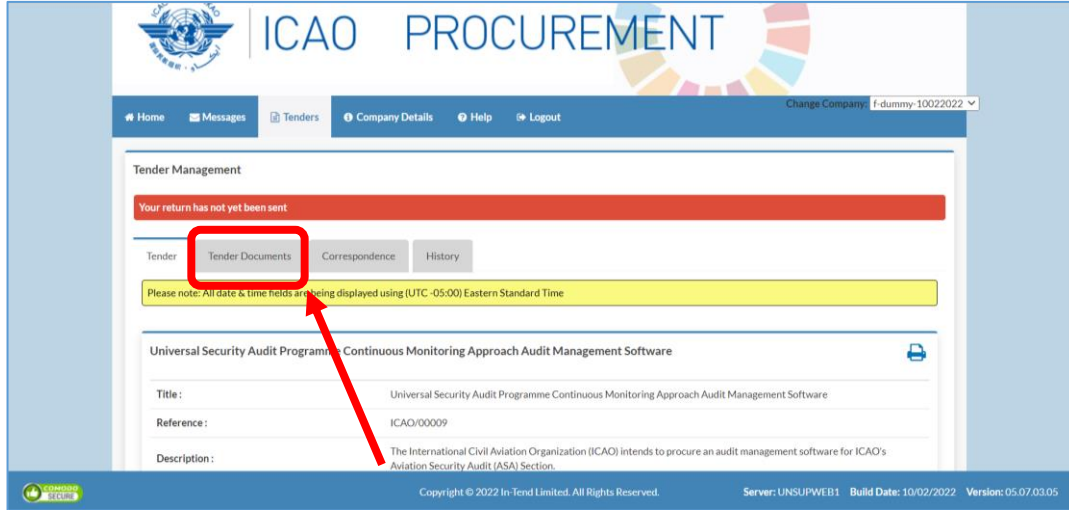 ICAO PROCUREMENT
Change Company: f-dummy-10022022
Home Messages Tenders Company Details Help Logout
Tender Management
Your return has not yet been sent
Tender Tender Documents Correspondence History
Please note: All date & time fields are being displayed using (UTC -05:00) Eastern Standard Time
Universal Security Audit Programme Continuous Monitoring Approach Audit Management Software
Title : Universal Security Audit Programme Continuous Monitoring Approach Audit Management Software
Reference : ICAO/00009
Description : The International Civil Aviation Organization (ICAO) intends to procure an audit management software for ICAO's
Aviation Security Audit (ASA) Section.
COMODO
SECURE
Copyright © 2022 In-Tend Limited. All Rights Reserved. Server: UNSUPWEB1 Build Date: 10/02/2022 Version: 05.07.03.05